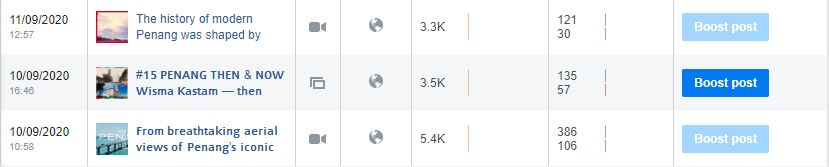 11/09/2020
12:57
The history of modern
Penang was shaped by
3.3K
121
30
Boost post
10/09/2020
16:46
#15 PENANG THEN & NOW
Wisma Kastam — then
3.5K
135
57
Boost post
10/09/2020
10:58
PEN
From breathtaking aerial
views of Penang's iconic
5.4K
386
106
Boost post